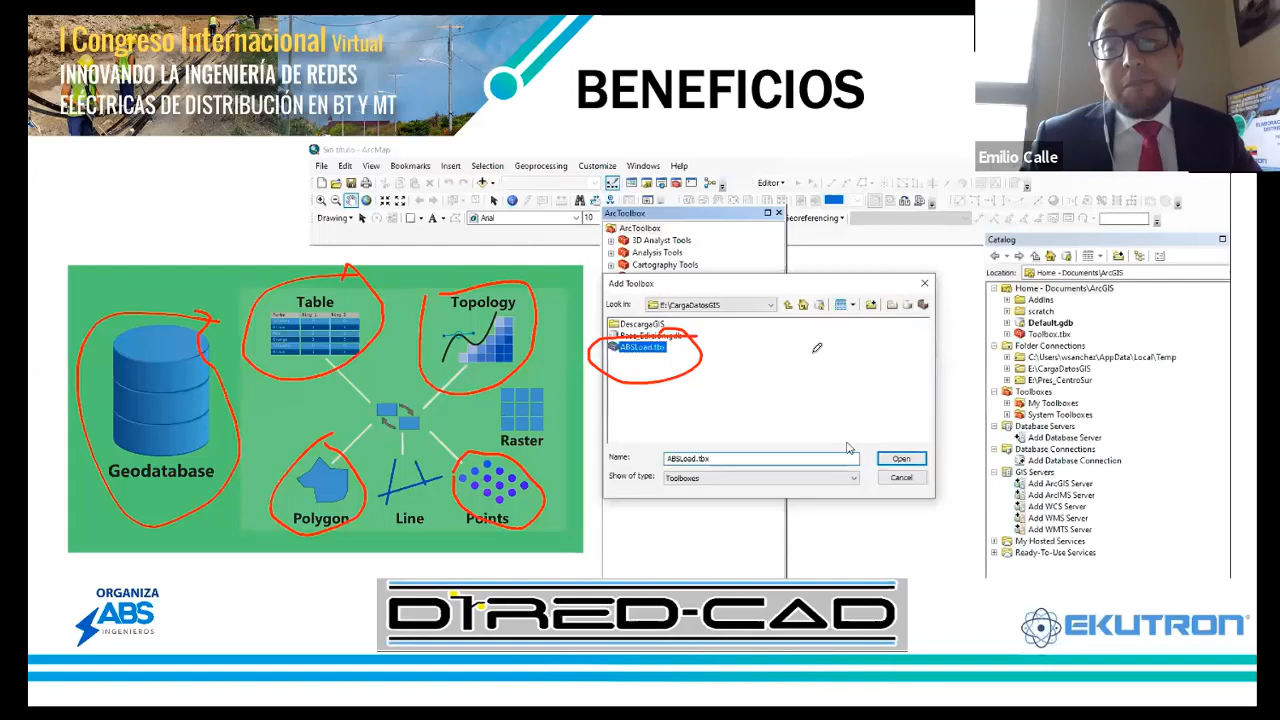 I Congreso Internacional Virtual
INNOVANDO LA INGENIERÍA DE REDES
ELÉCTRICAS DE DISTRIBUCIÓN EN BT Y MT
BENEFICIOS
Emilio Calle
Sin título - ArcMap
File Edit View Bookmarks Insert Selection Geoprocessing Customize Windows Help
Editor
Drawing
Arial
10
Georeferencing
ArcToolbox
ArcToolbox
3D Analyst Tools
Analysis Tools
Cartography Tools
Add Toolbox
Look in: E:\CargaDatosGIS
DescargaGIS
ABSLoad.tbx
Name: ABSLoad.tbx
Open
Show of type: Toolboxes
Cancel
Catalog
Location: Home - Documents\ArcGIS
Home - Documents\ArcGIS
AddIns
scratch
Default.gdb
Toolbox.tbx
Folder Connections
C:\Users\wsanchez\AppData\Local\Temp
E:\CargaDatosGIS
E:\Pres_CentroSur
Toolboxes
My Toolboxes
System Toolboxes
Database Servers
Add Database Server
Database Connections
Add Database Connection
GIS Servers
Add ArcGIS Server
Add ArcIMS Server
Add WCS Server
Add WMS Server
Add WMTS Server
My Hosted Services
Ready-To-Use Services
Table
Topology
Geodatabase
Raster
Polygon
Line
Points
ORGANIZA
ABS
INGENIEROS
D1RED-CAD
EKUTRON